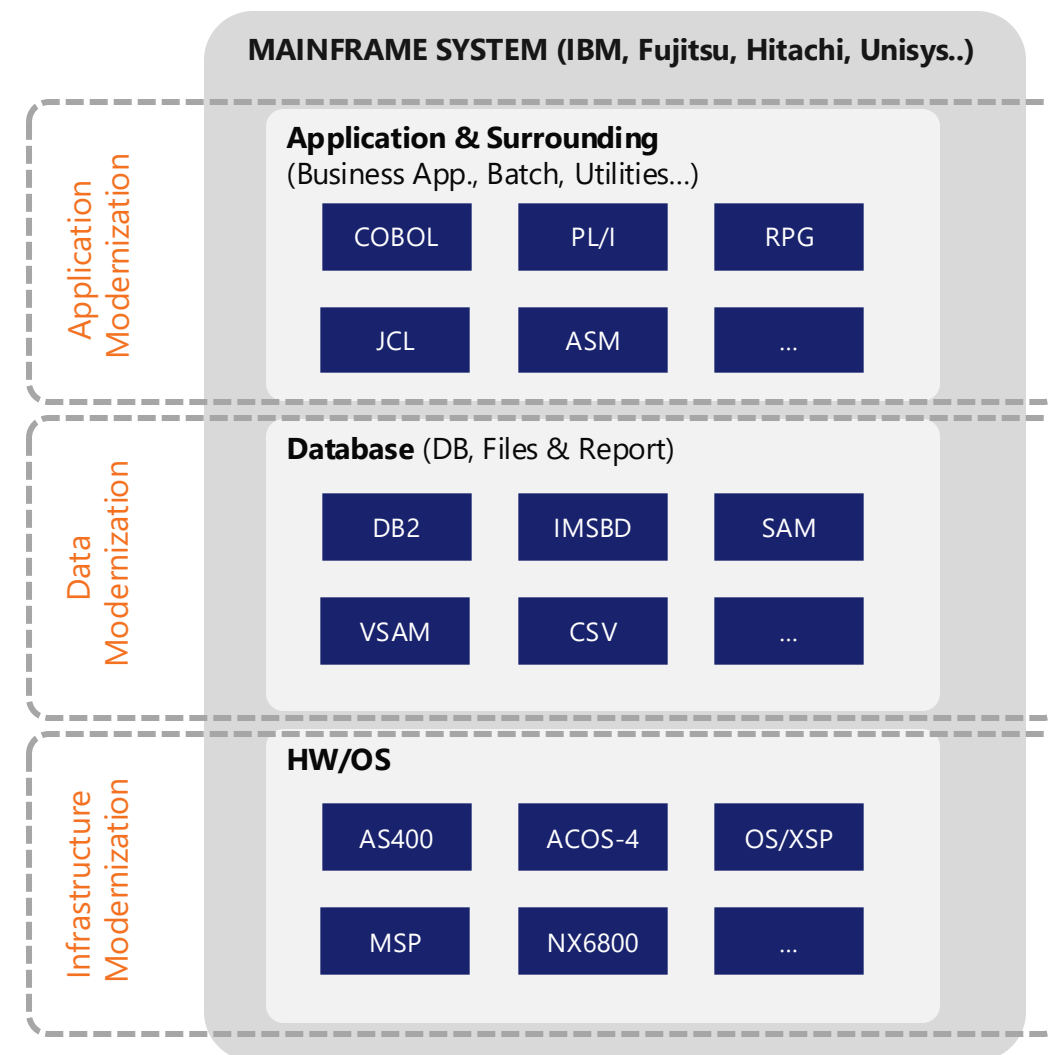 MAINFRAME SYSTEM (IBM, Fujitsu, Hitachi, Unisys..)
Application
Modernization
Application & Surrounding
(Business App., Batch, Utilities...)
COBOL
PL/I
RPG
JCL
ASM
...
Data
Modernization
Database (DB, Files & Report)
DB2
IMSBD
SAM
VSAM
CSV
...
Infrastructure
Modernization
HW/OS
AS400
ACOS-4
OS/XSP
MSP
NX6800
...